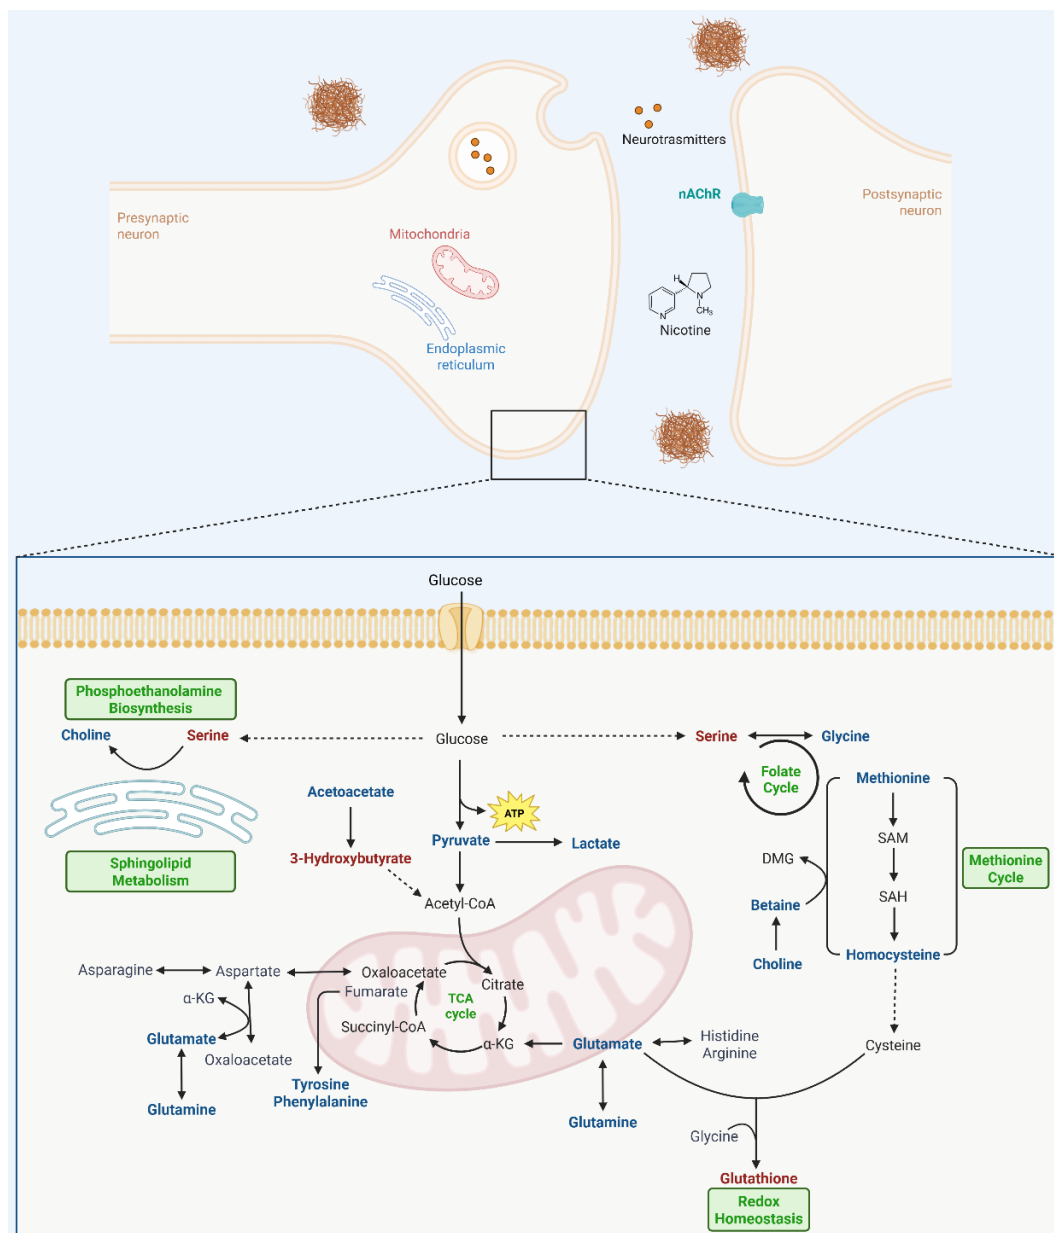 Neurotrasmitters
nAChR
Postsynaptic
neuron
Presynaptic
neuron
Mitochondria
H
N
N
CH3
Nicotine
Endoplasmic
reticulum
Glucose
Phosphoethanolamine
Biosynthesis
Choline
Serine
Glucose
Serine
Glycine
Folate
Cycle
Methionine
Acetoacetate
ATP
Pyruvate
Lactate
SAM
3-Hydroxybutyrate
Sphingolipid
Metabolism
DMG
Methionine
Cycle
Acetyl-CoA
SAH
Betaine
Homocysteine
Choline
Asparagine
Aspartate
Oxaloacetate
Citrate
Fumarate
α-KG
TCA
cycle
Succinyl-CoA
Glutamate
Oxaloacetate
α-KG
Glutamate
Histidine
Arginine
Cysteine
Tyrosine
Phenylalanine
Glutamine
Glutamine
Glycine
Glutathione
Redox
Homeostasis